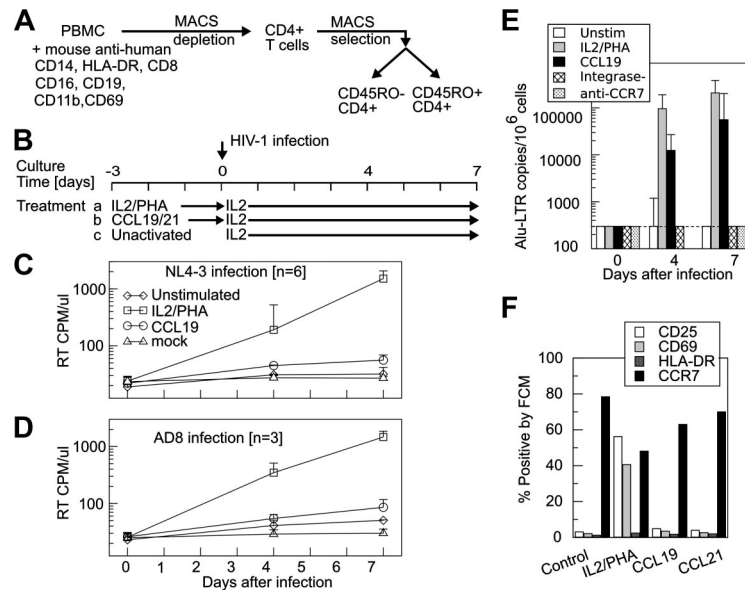 A
PBMC
MACS
depletion
CD4+
T cells
MACS
selection
+ mouse anti-human
CD14, HLA-DR, CD8
CD16, CD19,
CD11b,CD69
CD45RO-
CD4+
CD45RO+
CD4+
B
HIV-1 infection
Culture
Time [days]
-3
0
4
7
Treatment a IL2/PHA IL2
b CCL19/21 IL2
c Unactivated IL2
C
NL4-3 infection [n=6]
Unstimulated
IL2/PHA
CCL19
mock
RT CPM/ul
1000
100
D
AD8 infection [n=3]
RT CPM/ul
1000
100
0 1 2 3 4 5 6 7
Days after infection
E
Unstim
IL2/PHA
CCL19
Integrase-
anti-CCR7
Alu-LTR copies/10⁶ cells
100000
10000
1000
100
0 4 7
Days after infection
F
CD25
CD69
HLA-DR
CCR7
% Positive by FCM
100
80
60
40
20
0
Control
IL2/PHA
CCL19
CCL21